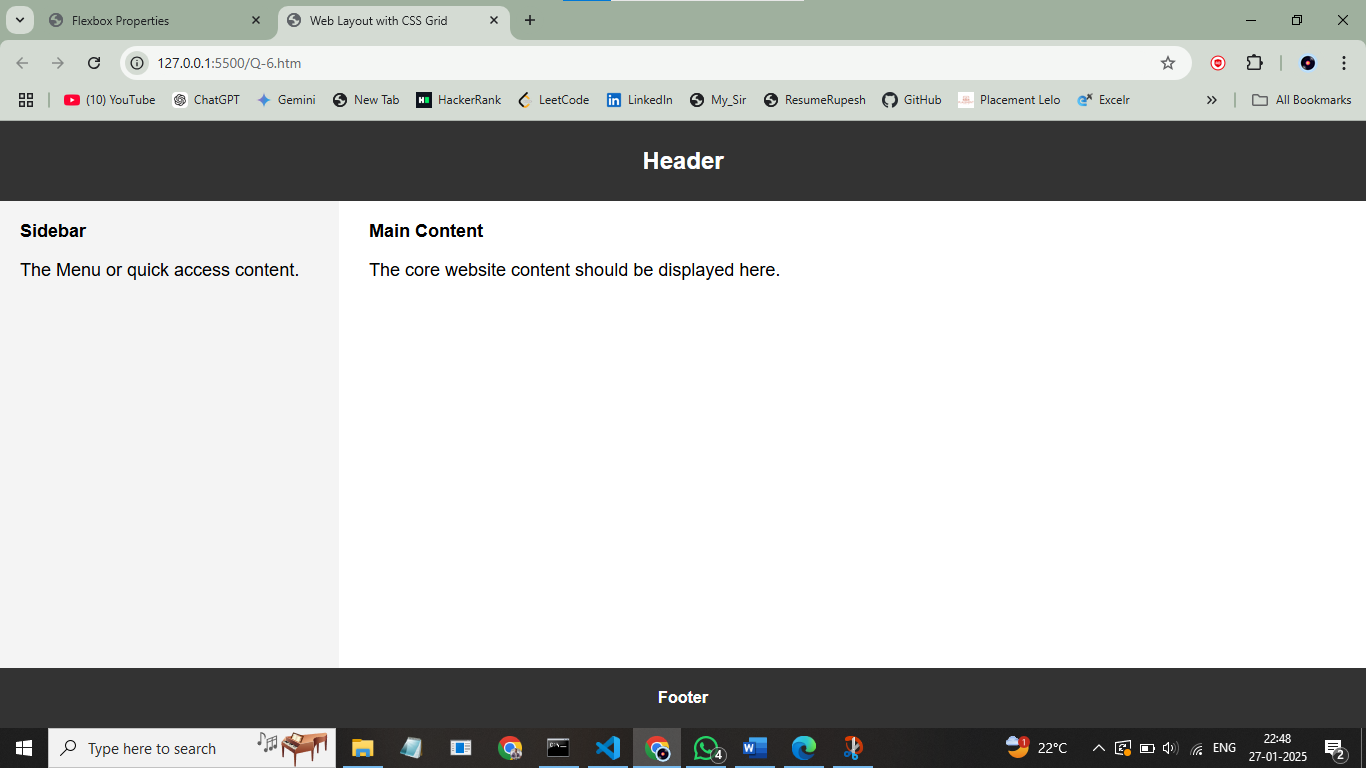 Flexbox Properties
Web Layout with CSS Grid
127.0.0.1:5500/Q-6.htm
(10) YouTube ChatGPT Gemini New Tab HackerRank LeetCode LinkedIn My_Sir ResumeRupesh GitHub Placement Lelo Excelr All Bookmarks
Header
Sidebar
The Menu or quick access content.
Main Content
The core website content should be displayed here.
Footer
Type here to search
4
1
22°C
ENG
22:48
27-01-2025
2